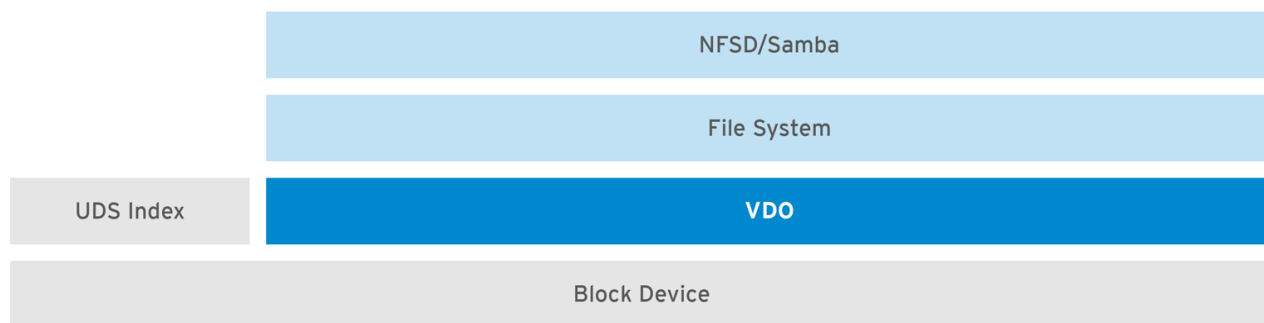 NFSD/Samba
File System
UDS Index
VDO
Block Device